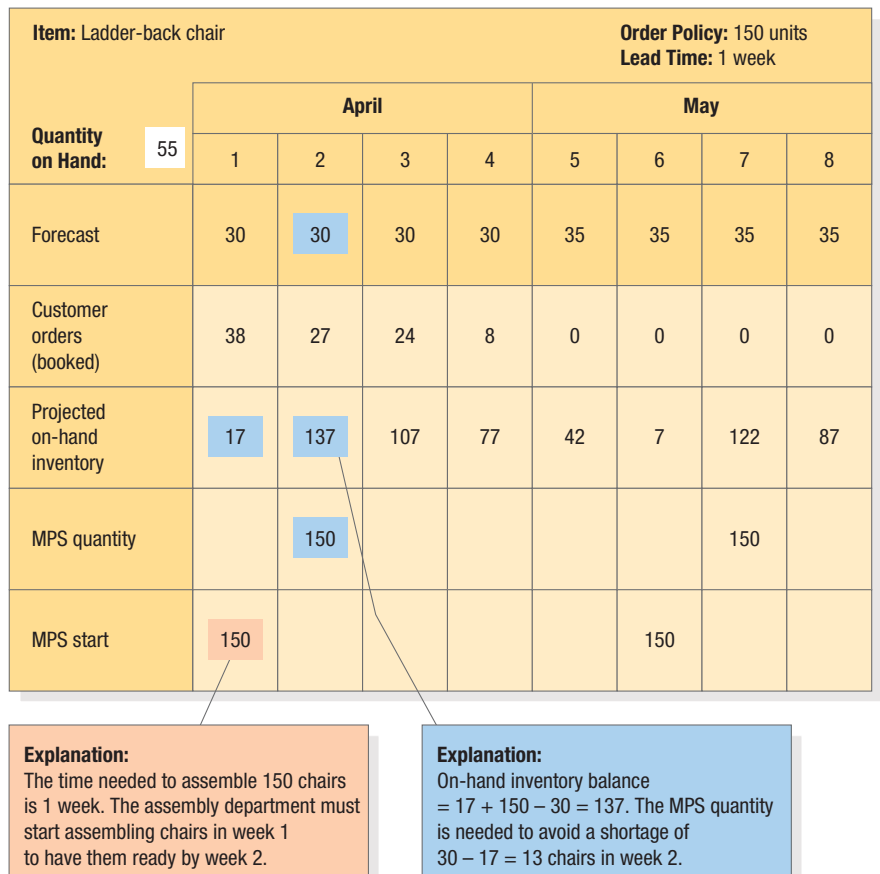 Item: Ladder-back chair Order Policy: 150 units
Lead Time: 1 week
April May
Quantity
on Hand: 55 1 2 3 4 5 6 7 8
Forecast 30 30 30 30 35 35 35 35
Customer
orders
(booked) 38 27 24 8 0 0 0 0
Projected
on-hand
inventory 17 137 107 77 42 7 122 87
MPS quantity 150 150
MPS start 150 150
Explanation:
The time needed to assemble 150 chairs
is 1 week. The assembly department must
start assembling chairs in week 1
to have them ready by week 2.
Explanation:
On-hand inventory balance
= 17 + 150 – 30 = 137. The MPS quantity
is needed to avoid a shortage of
30 – 17 = 13 chairs in week 2.